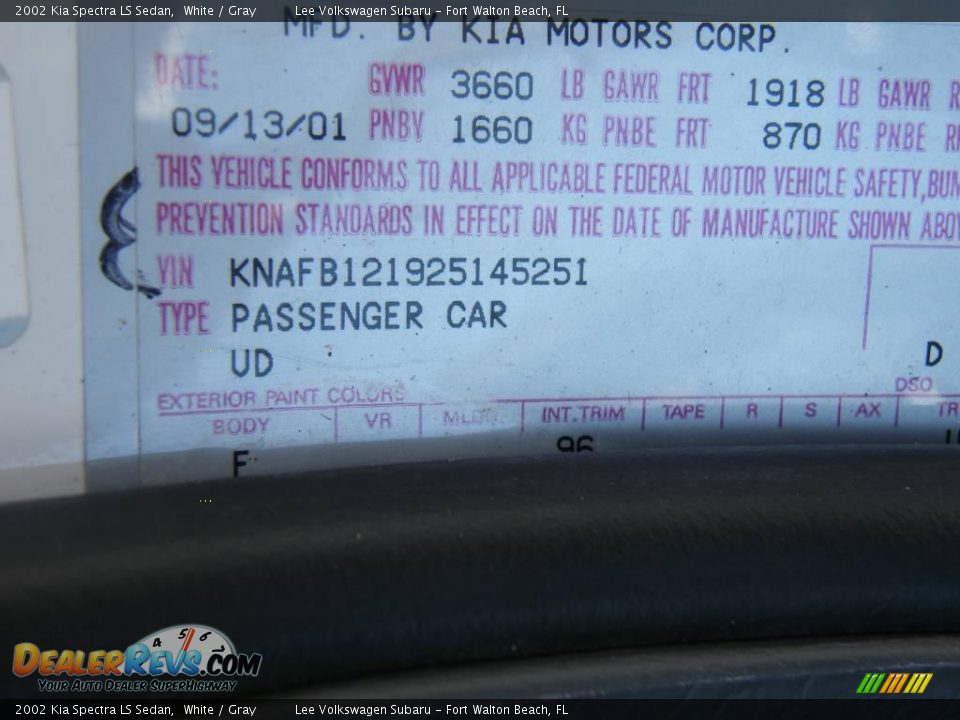 2002 Kia Spectra LS Sedan, White / Gray Lee Volkswagen Subaru - Fort Walton Beach, FL
MFD. BY KIA MOTORS CORP.
DATE: GVWR 3660 LB GAWR FRT 1918 LB GAWR
09/13/01 PNBV 1660 KG PNBE FRT 870 KG PNBE
THIS VEHICLE CONFORMS TO ALL APPLICABLE FEDERAL MOTOR VEHICLE SAFETY,
PREVENTION STANDARDS IN EFFECT ON THE DATE OF MANUFACTURE SHOWN
VIN KNAFB121925145251
TYPE PASSENGER CAR
UD D
EXTERIOR PAINT COLORS DSO
BODY VR MLDG INT.TRIM TAPE R S AX TR
F 96
DealerRevs.com
Your Auto Dealer SuperHighway
2002 Kia Spectra LS Sedan, White / Gray Lee Volkswagen Subaru - Fort Walton Beach, FL